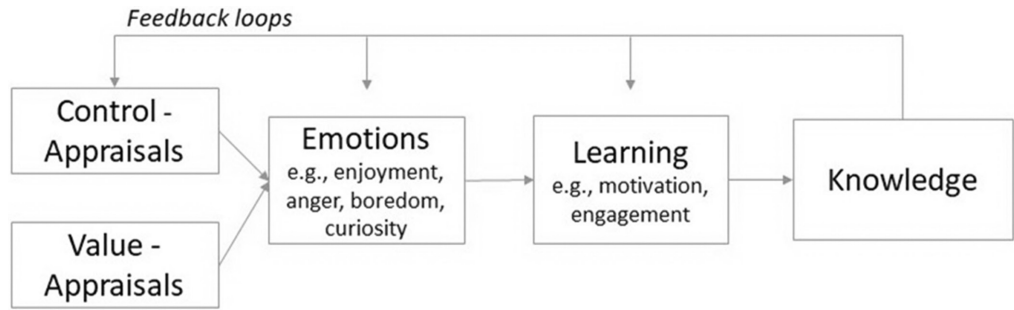 Feedback loops
Control -
Appraisals
Value -
Appraisals
Emotions
e.g., enjoyment,
anger, boredom,
curiosity
Learning
e.g., motivation,
engagement
Knowledge